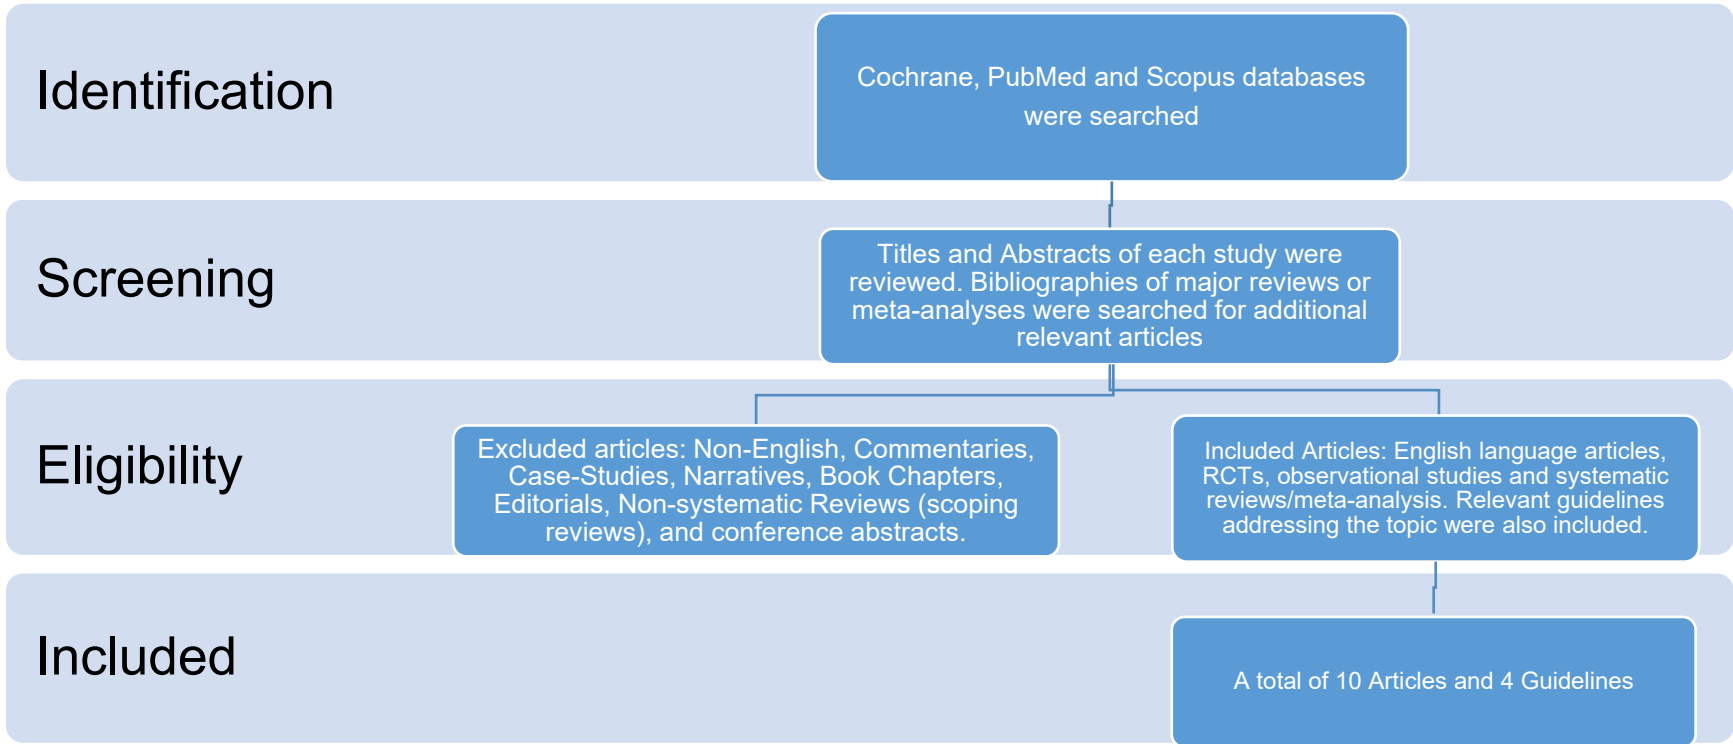 Identification
Cochrane, PubMed and Scopus databases
were searched
Screening
Titles and Abstracts of each study were
reviewed. Bibliographies of major reviews or
meta-analyses were searched for additional
relevant articles
Eligibility
Excluded articles: Non-English, Commentaries,
Case-Studies, Narratives, Book Chapters,
Editorials, Non-systematic Reviews (scoping
reviews), and conference abstracts.
Included Articles: English language articles,
RCTs, observational studies and systematic
reviews/meta-analysis. Relevant guidelines
addressing the topic were also included.
Included
A total of 10 Articles and 4 Guidelines